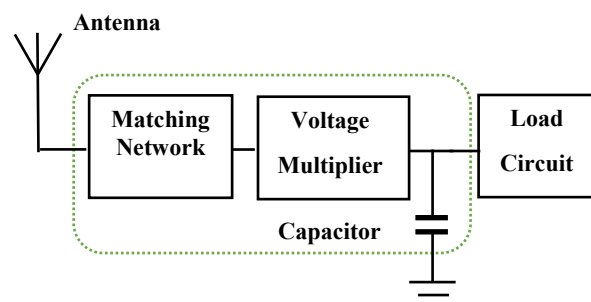 Antenna
Matching
Network
Voltage
Multiplier
Load
Circuit
Capacitor